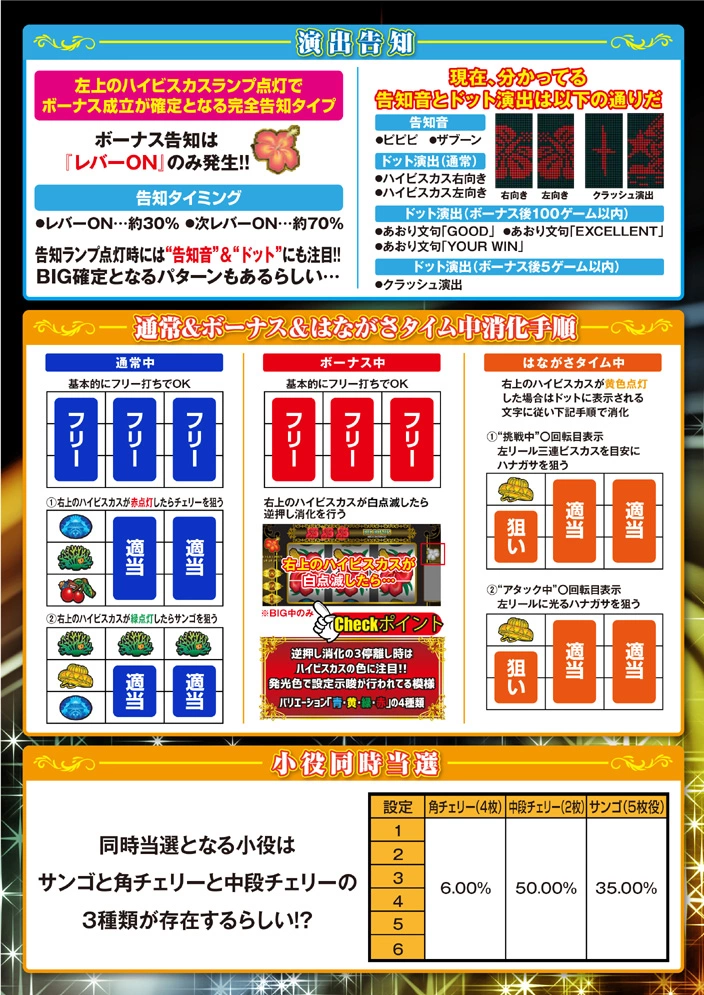 演出告知
左上のハイビスカスランプ点灯で
ボーナス成立が確定となる完全告知タイプ
ボーナス告知は
『レバーON』のみ発生!!
告知タイミング
●レバーON…約30% ●次レバーON…約70%
告知ランプ点灯時には“告知音”&“ドット”にも注目!!
BIG確定となるパターンもあるらしい…
現在、分かってる
告知音とドット演出は以下の通りだ
告知音
●ピピピ ●ザブーン
ドット演出(通常)
●ハイビスカス右向き
●ハイビスカス左向き
右向き 左向き クラッシュ演出
ドット演出(ボーナス後100ゲーム以内)
●あおり文句「GOOD」 ●あおり文句「EXCELLENT」
●あおり文句「YOUR WIN」
ドット演出(ボーナス後5ゲーム以内)
●クラッシュ演出
通常&ボーナス&はながさタイム中消化手順
通常中
基本的にフリー打ちでOK
フリー フリー フリー
①右上のハイビスカスが赤点灯したらチェリーを狙う
適当 適当
②右上のハイビスカスが緑点灯したらサンゴを狙う
適当 適当
ボーナス中
基本的にフリー打ちでOK
フリー フリー フリー
右上のハイビスカスが白点滅したら
逆押し消化を行う
右上のハイビスカスが
白点滅したら…
※BIG中のみ
Checkポイント
逆押し消化の3停離し時は
ハイビスカスの色に注目!!
発光色で設定示唆が行われてる模様
バリエーション「青・黄・緑・赤」の4種類
はながさタイム中
右上のハイビスカスが黄色点灯
した場合はドットに表示される
文字に従い下記手順で消化
①“挑戦中”〇回転目表示
左リール三連ビスカスを目安に
ハナガサを狙う
狙い 適当 適当
②“アタック中”〇回目表示
左リールに光るハナガサを狙う
狙い 適当 適当
小役同時当選
同時当選となる小役は
サンゴと角チェリーと中段チェリーの
3種類が存在するらしい!?
設定 角チェリー(4枚) 中段チェリー(2枚) サンゴ(5枚役)
1
2
3
4
5
6
6.00% 50.00% 35.00%